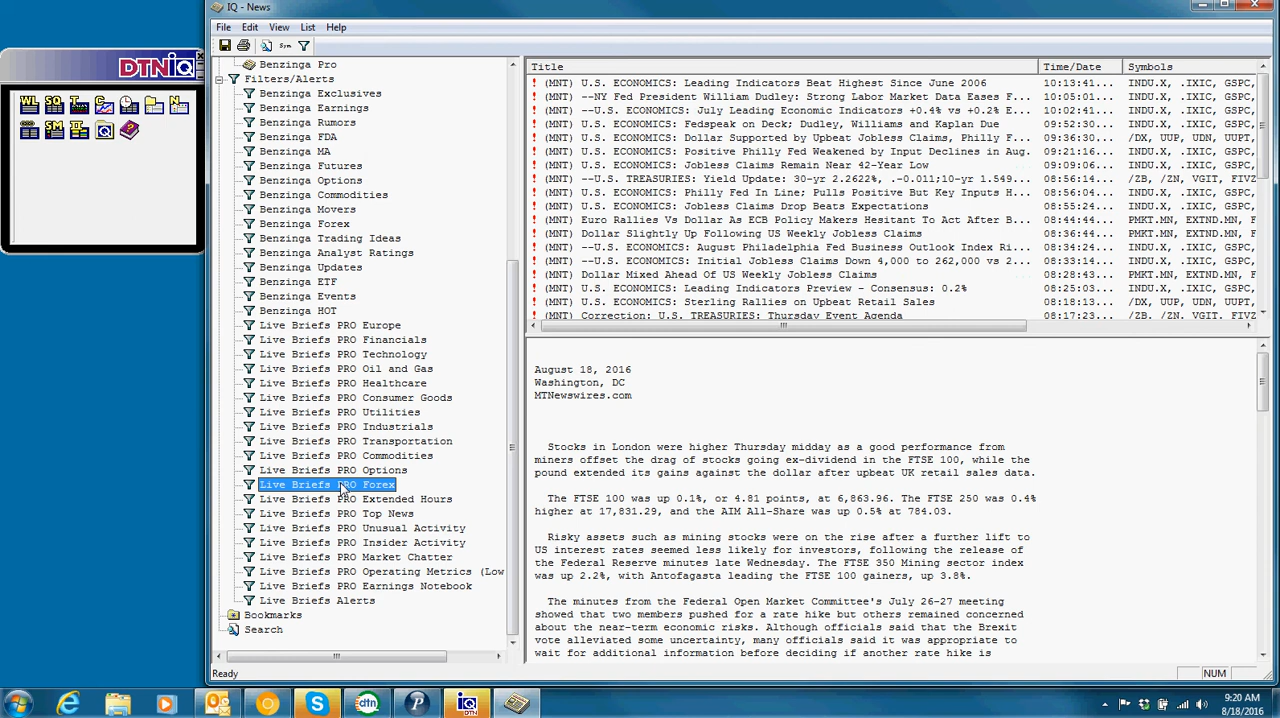 IQ - News
File Edit View List Help
DTN IQ
WL SQ
SM
Sym
Benzinga Pro
Filters/Alerts
Benzinga Exclusives
Benzinga Earnings
Benzinga Rumors
Benzinga FDA
Benzinga MA
Benzinga Futures
Benzinga Options
Benzinga Commodities
Benzinga Movers
Benzinga Forex
Benzinga Trading Ideas
Benzinga Analyst Ratings
Benzinga Updates
Benzinga ETF
Benzinga Events
Benzinga HOT
Live Briefs PRO Europe
Live Briefs PRO Financials
Live Briefs PRO Technology
Live Briefs PRO Oil and Gas
Live Briefs PRO Healthcare
Live Briefs PRO Consumer Goods
Live Briefs PRO Utilities
Live Briefs PRO Industrials
Live Briefs PRO Transportation
Live Briefs PRO Commodities
Live Briefs PRO Options
Live Briefs PRO Forex
Live Briefs PRO Extended Hours
Live Briefs PRO Top News
Live Briefs PRO Unusual Activity
Live Briefs PRO Insider Activity
Live Briefs PRO Market Chatter
Live Briefs PRO Operating Metrics (Low
Live Briefs PRO Earnings Notebook
Live Briefs Alerts
Bookmarks
Search
Title Time/Date Symbols
! (MNT) U.S. ECONOMICS: Leading Indicators Beat Highest Since June 2006 10:13:41... INDU.X, .IXIC, GSPC,
! (MNT) --NY Fed President William Dudley: Strong Labor Market Data Eases F... 10:05:01... INDU.X, .IXIC, GSPC,
! (MNT) --U.S. ECONOMICS: July Leading Economic Indicators +0.4% vs +0.2% E... 10:02:41... INDU.X, .IXIC, GSPC,
! (MNT) U.S. ECONOMICS: Fedspeak on Deck; Dudley, Williams and Kaplan Due 09:52:30... INDU.X, .IXIC, GSPC,
! (MNT) U.S. ECONOMICS: Dollar Supported by Upbeat Jobless Claims, Philly F... 09:36:30... /DX, UUP, UDN, UUPT,
! (MNT) U.S. ECONOMICS: Positive Philly Fed Weakened by Input Declines in Aug. 09:21:16... INDU.X, .IXIC, GSPC,
! (MNT) U.S. ECONOMICS: Jobless Claims Remain Near 42-Year Low 09:09:06... INDU.X, .IXIC, GSPC,
! (MNT) --U.S. TREASURIES: Yield Update: 30-yr 2.2622%, .-0.011;10-yr 1.549... 08:56:14... /ZB, /ZN, VGIT, FIVZ
! (MNT) U.S. ECONOMICS: Philly Fed In Line; Pulls Positive But Key Inputs H... 08:56:14... INDU.X, .IXIC, GSPC,
! (MNT) U.S. ECONOMICS: Jobless Claims Drop Beats Expectations 08:54:14... INDU.X, .IXIC, GSPC,
! (MNT) Euro Rallies Vs Dollar As ECB Policy Makers Hesitant To Act After B... 08:44:44... PMKT.MN, EXTND.MN, F
! (MNT) Dollar Slightly Up Following US Weekly Jobless Claims 08:38:44... PMKT.MN, EXTND.MN, F
! (MNT) --U.S. ECONOMICS: August Philadelphia Fed Business Outlook Index Ri... 08:34:24... INDU.X, .IXIC, GSPC,
! (MNT) --U.S. ECONOMICS: Initial Jobless Claims Down 4,000 to 262,000 vs 2... 08:33:14... INDU.X, .IXIC, GSPC,
! (MNT) Dollar Mixed Ahead Of US Weekly Jobless Claims 08:28:43... PMKT.MN, EXTND.MN, F
! (MNT) U.S. ECONOMICS: Leading Indicators Preview - Consensus: 0.2% 08:25:03... INDU.X, .IXIC, GSPC,
! (MNT) U.S. ECONOMICS: Sterling Rallies on Upbeat Retail Sales 08:18:13... /DX, UUP, UDN, UUPT,
! (MNT) Correction: U.S. TREASURIES: Thursday Event Agenda 08:17:23... /ZB, /ZN, VGIT, FIVZ
August 18, 2016
Washington, DC
MTNewswires.com
Stocks in London were higher Thursday midday as a good performance from
miners offset the drag of stocks going ex-dividend in the FTSE 100, while the
pound extended its gains against the dollar after upbeat UK retail sales data.
The FTSE 100 was up 0.1%, or 4.81 points, at 6,863.96. The FTSE 250 was 0.4%
higher at 17,831.29, and the AIM All-Share was up 0.5% at 784.03.
Risky assets such as mining stocks were on the rise after a further lift to
US interest rates seemed less likely for investors, following the release of
the Federal Reserve minutes late Wednesday. The FTSE 350 Mining sector index
was up 2.2%, with Antofagasta leading the FTSE 100 gainers, up 3.8%.
The minutes from the Federal Open Market Committee's July 26-27 meeting
showed that two members pushed for a rate hike but others remained concerned
about the near-term economic risks. Although officials said that the Brexit
vote alleviated some uncertainty, many officials said it was appropriate to
wait for additional information before deciding if another rate hike is
Ready NUM
dtn
P
IQ DTN
9:20 AM
8/18/2016